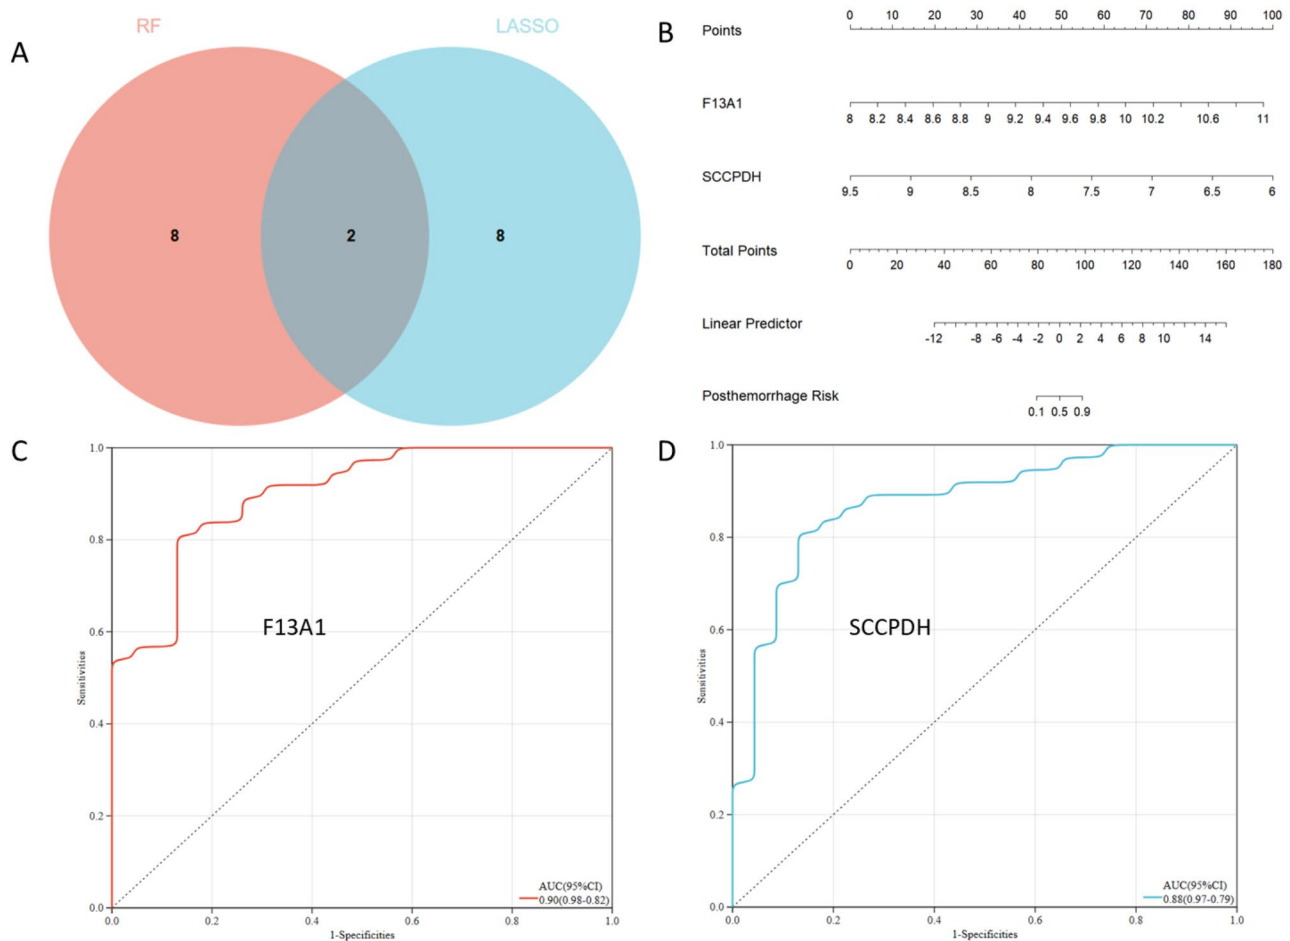 A
RF
LASSO
8
2
8
B
Points
0 10 20 30 40 50 60 70 80 90 100
F13A1
8 8.2 8.4 8.6 8.8 9 9.2 9.4 9.6 9.8 10 10.2 10.6 11
SCCPDH
9.5 9 8.5 8 7.5 7 6.5 6
Total Points
0 20 40 60 80 100 120 140 160 180
Linear Predictor
-12 -8 -6 -4 -2 0 2 4 6 8 10 14
Posthemorrhage Risk
0.1 0.5 0.9
C
1.0
0.8
0.6
0.4
0.2
0.0
Sensitivities
F13A1
AUC(95%CI)
0.90(0.98-0.82)
0.0 0.2 0.4 0.6 0.8 1.0
1-Specificities
D
1.0
0.8
0.6
0.4
0.2
0.0
Sensitivities
SCCPDH
AUC(95%CI)
0.88(0.97-0.79)
0.0 0.2 0.4 0.6 0.8 1.0
1-Specificities